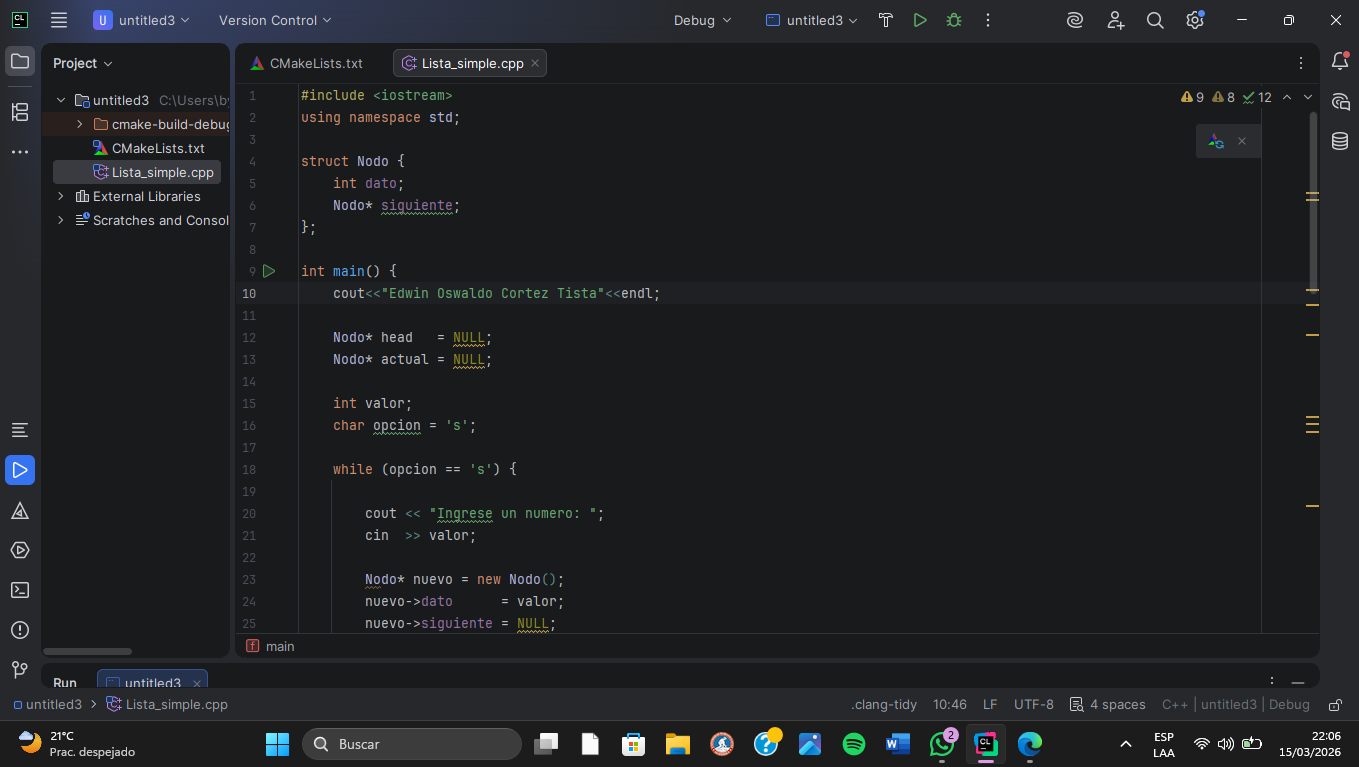 CL
U untitled3
Version Control
Debug
untitled3
Project
CMakeLists.txt
Lista_simple.cpp
untitled3 C:\Users\by
cmake-build-debug
CMakeLists.txt
Lista_simple.cpp
External Libraries
Scratches and Consol
9 8 12
1 #include <iostream>
2 using namespace std;
3
4 struct Nodo {
5 int dato;
6 Nodo* siguiente;
7 };
8
9 int main() {
10 cout<<"Edwin Oswaldo Cortez Tista"<<endl;
11
12 Nodo* head   = NULL;
13 Nodo* actual = NULL;
14
15 int valor;
16 char opcion = 's';
17
18 while (opcion == 's') {
19
20 cout << "Ingrese un numero: ";
21 cin  >> valor;
22
23 Nodo* nuevo = new Nodo();
24 nuevo->dato      = valor;
25 nuevo->siguiente = NULL;
f main
Run
untitled3
untitled3 > Lista_simple.cpp
.clang-tidy 10:46 LF UTF-8 4 spaces C++ | untitled3 | Debug
21°C
Prac. despejado
Buscar
2
CL
ESP
LAA
22:06
15/03/2026